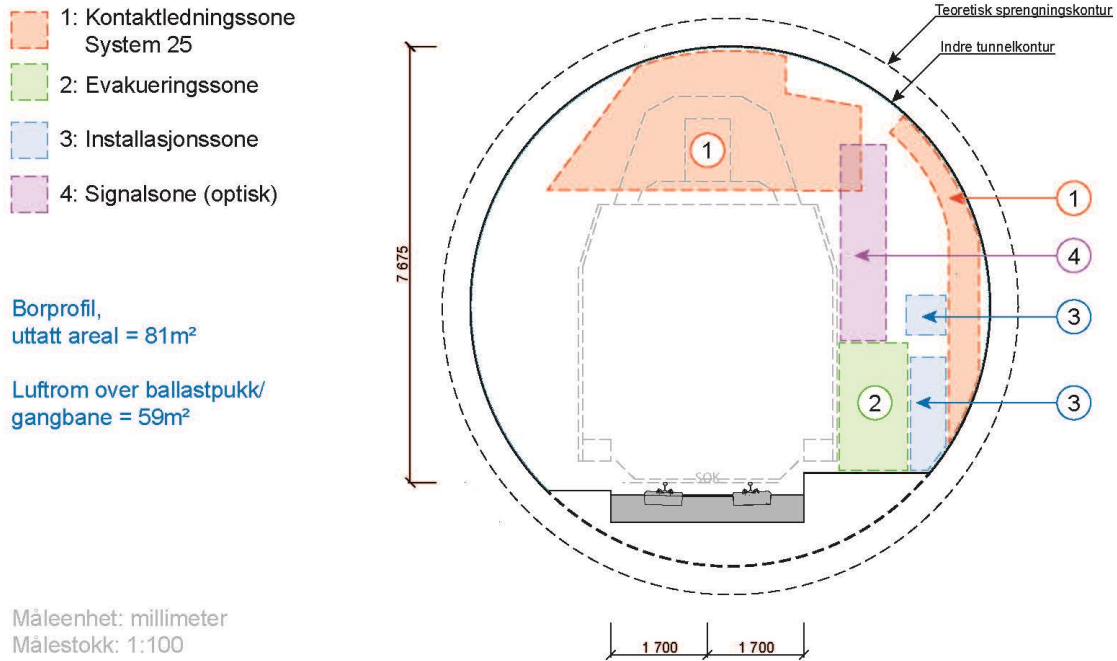 1: Kontaktledningssone
System 25
2: Evakueringssone
3: Installasjonssone
4: Signalsone (optisk)
Borprofil,
uttatt areal = 81m²
Luftrom over ballastpukk/
gangbane = 59m²
Måleenhet: millimeter
Målestokk: 1:100
Teoretisk sprengningskontur
Indre tunnelkontur
7 675
1
1
4
3
2
3
SOK
1 700
1 700